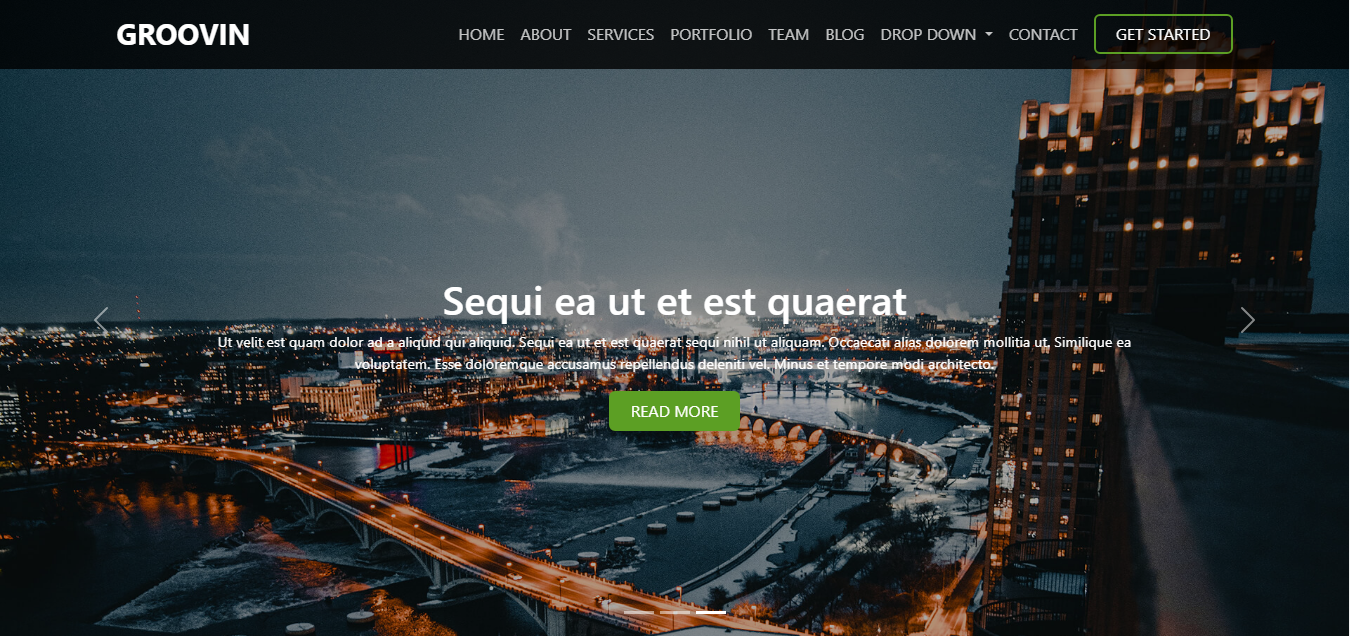 GROOVIN
HOME ABOUT SERVICES PORTFOLIO TEAM BLOG DROP DOWN CONTACT GET STARTED
Sequi ea ut et est quaerat
Ut velit est quam dolor ad a aliquid qui aliquid. Sequi ea ut et est quaerat sequi nihil ut aliquam. Occaecati alias dolorem mollitia ut. Similique ea
voluptatem. Esse doloremque accusamus repellendus deleniti vel. Minus et tempore modi architecto.
READ MORE